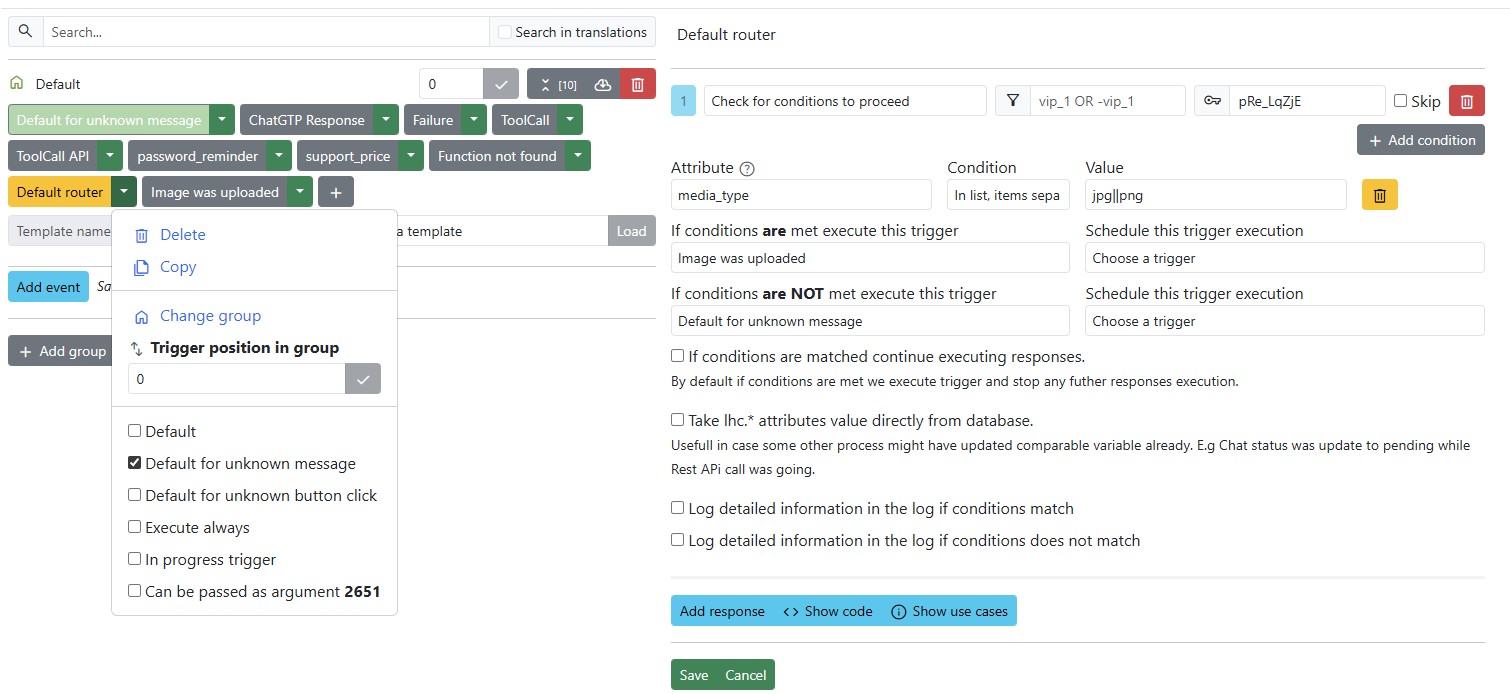 Search...
Search in translations
Default
0
[10]
Default for unknown message
ChatGTP Response
Failure
ToolCall
ToolCall API
password_reminder
support_price
Function not found
Default router
Image was uploaded
Template name
a template
Load
Delete
Copy
Add event
Sa
Change group
Trigger position in group
0
Add group
Default
Default for unknown message
Default for unknown button click
Execute always
In progress trigger
Can be passed as argument 2651
Default router
1
Check for conditions to proceed
vip_1 OR -vip_1
pRe_LqZjE
Skip
Add condition
Attribute
Condition
Value
media_type
In list, items sepa
jpg||png
If conditions are met execute this trigger
Schedule this trigger execution
Image was uploaded
Choose a trigger
If conditions are NOT met execute this trigger
Schedule this trigger execution
Default for unknown message
Choose a trigger
If conditions are matched continue executing responses.
By default if conditions are met we execute trigger and stop any futher responses execution.
Take lhc.* attributes value directly from database.
Usefull in case some other process might have updated comparable variable already. E.g Chat status was update to pending while
Rest APi call was going.
Log detailed information in the log if conditions match
Log detailed information in the log if conditions does not match
Add response
Show code
Show use cases
Save
Cancel